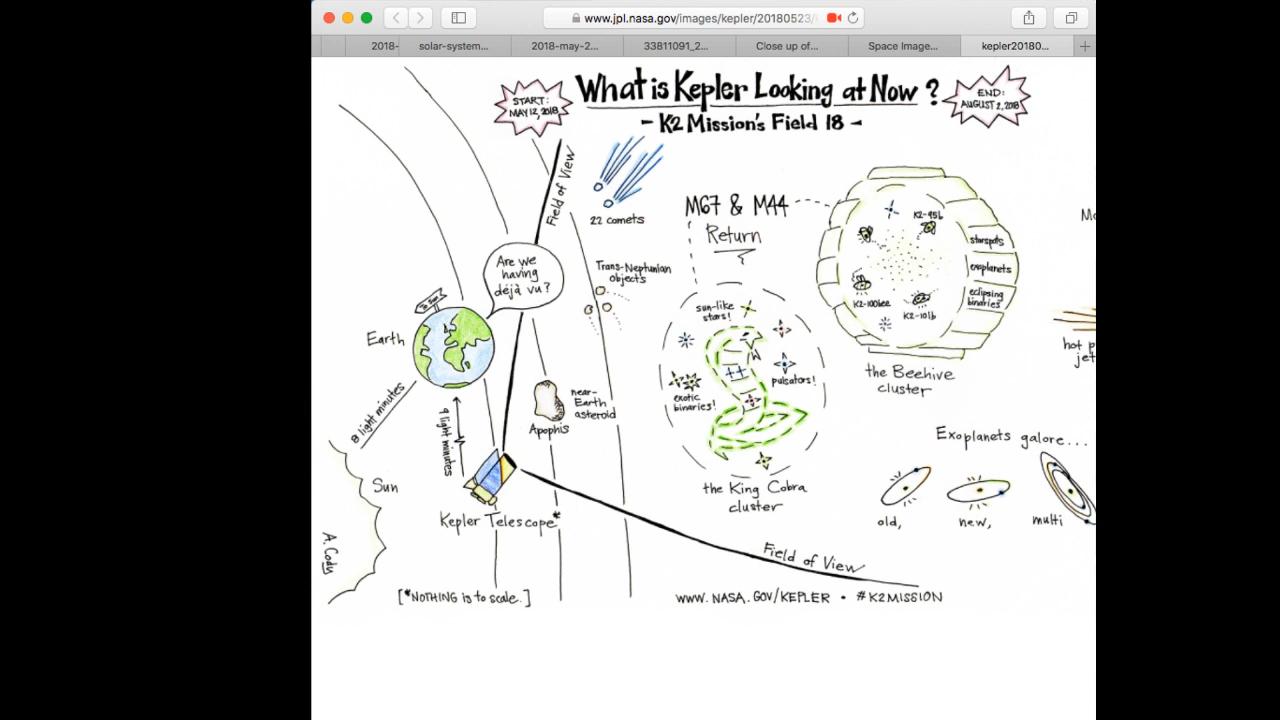 www.jpl.nasa.gov/images/kepler/20180523/
2018-
solar-system...
2018-may-2...
33811091_2...
Close up of...
Space Image...
kepler20180...
START:
MAY 12, 2018
What is Kepler Looking at Now?
- K2 Mission's Field 18 -
END:
AUGUST 2, 2018
Field of View
22 comets
M67 & M44
Return
Are we
having
déjà vu?
Trans-Neptunian
objects
To Sun
Earth
8 light minutes
9 light minutes
near-
Earth
asteroid
Apophis
Sun
Kepler Telescope*
A. Cody
[*NOTHING is to scale.]
sun-like
stars!
pulsators!
exotic
binaries!
the King Cobra
cluster
K2-95b
K2-100bee
K2-101b
starspots
exoplanets
eclipsing
binaries
the Beehive
cluster
hot p
jet
Exoplanets galore...
old,
new,
multi
Field of View
WWW.NASA.GOV/KEPLER • #K2MISSION